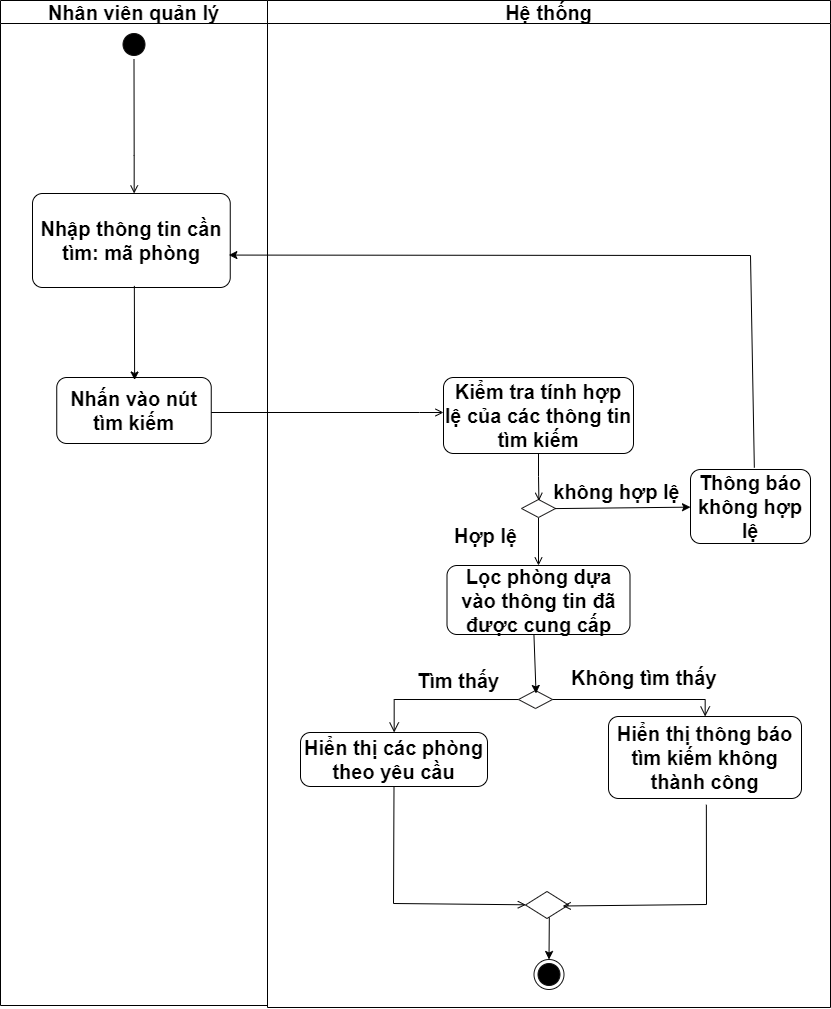 Nhân viên quản lý
Hệ thống
Nhập thông tin cần
tìm: mã phòng
Nhấn vào nút
tìm kiếm
Kiểm tra tính hợp
lệ của các thông tin
tìm kiếm
không hợp lệ
Thông báo
không hợp
lệ
Hợp lệ
Lọc phòng dựa
vào thông tin đã
được cung cấp
Tìm thấy
Không tìm thấy
Hiển thị các phòng
theo yêu cầu
Hiển thị thông báo
tìm kiếm không
thành công